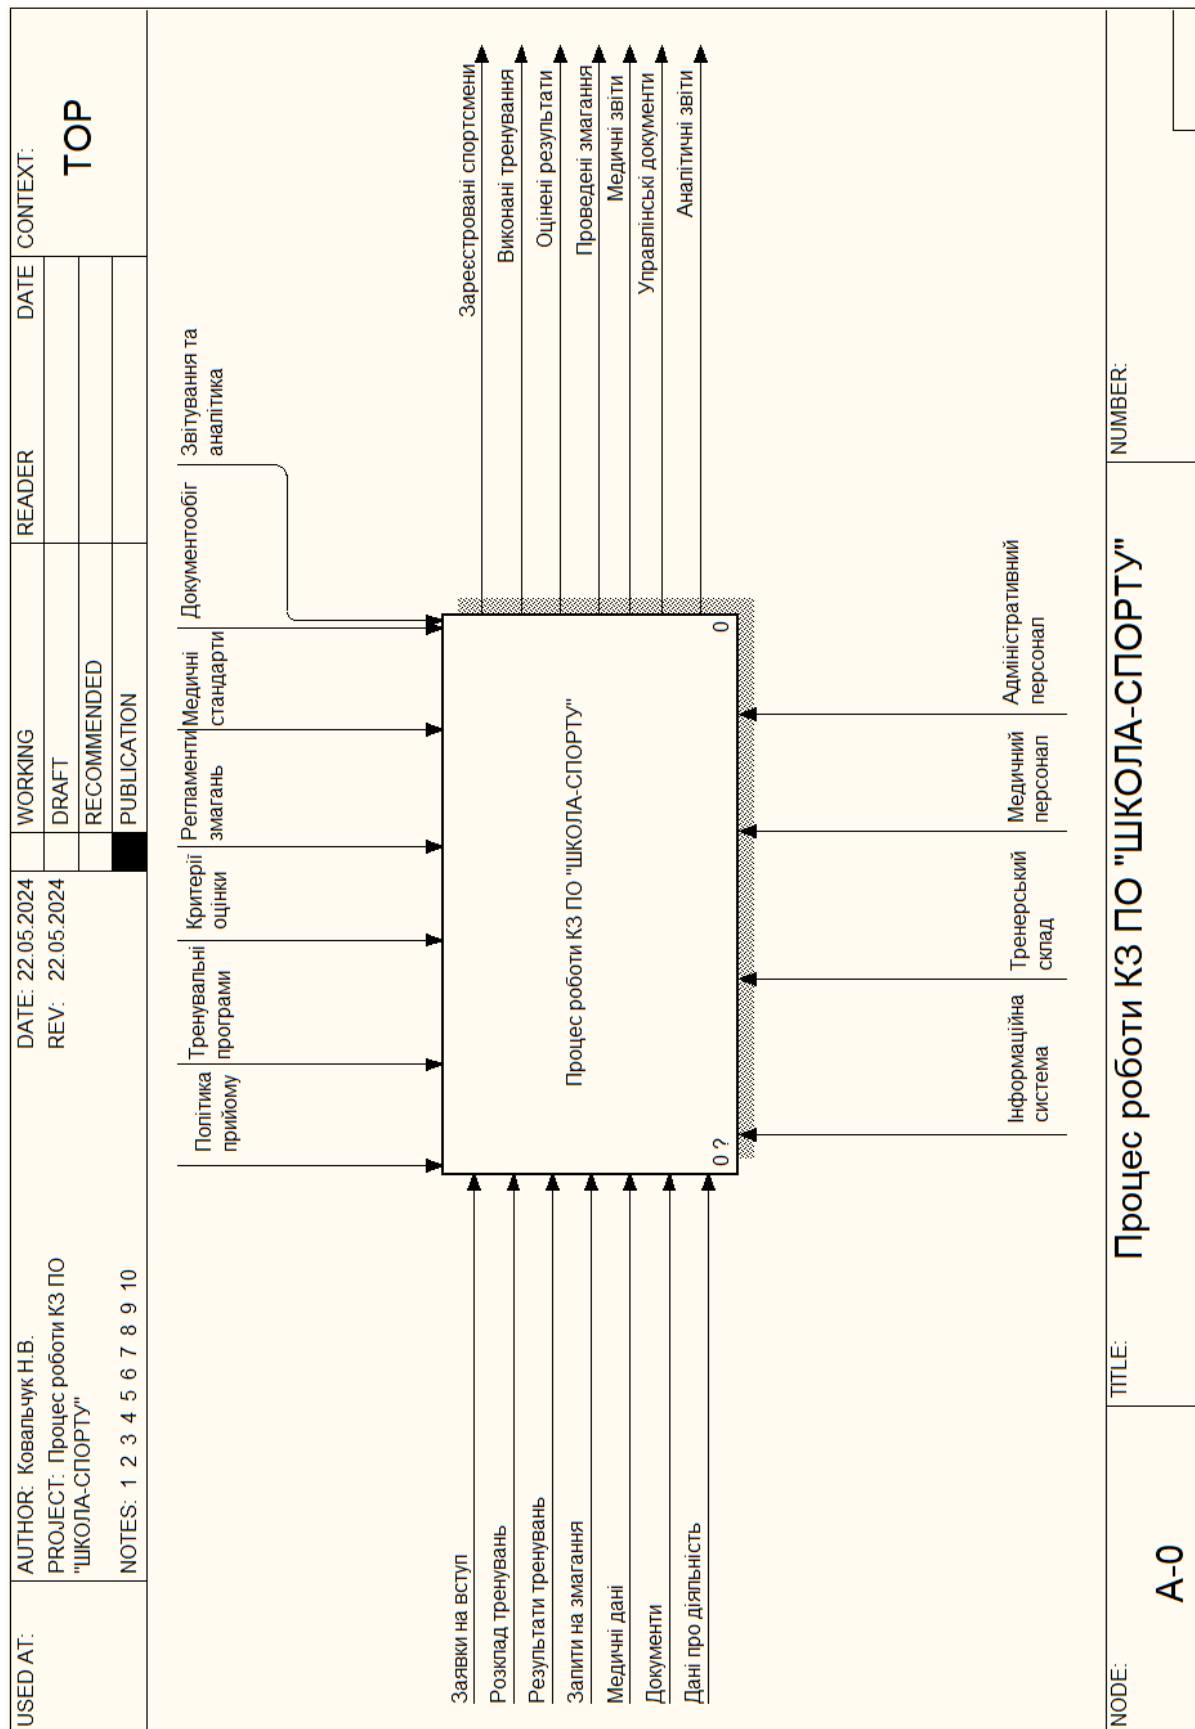 USED AT:
AUTHOR: Ковальчук Н.В.
PROJECT: Процес роботи КЗ ПО
"ШКОЛА-СПОРТУ"
NOTES: 1 2 3 4 5 6 7 8 9 10
DATE: 22.05.2024
REV: 22.05.2024
WORKING
DRAFT
RECOMMENDED
PUBLICATION
READER
DATE
CONTEXT:
TOP
Політика
прийому
Тренувальні
програми
Критерії
оцінки
Регламенти
змагань
Медичні
стандарти
Документообіг
Звітування та
аналітика
Заявки на вступ
Розклад тренувань
Результати тренувань
Запити на змагання
Медичні дані
Документи
Дані про діяльність
Процес роботи КЗ ПО "ШКОЛА-СПОРТУ"
0 ?
0
Зареєстровані спортсмени
Виконані тренування
Оцінені результати
Проведені змагання
Медичні звіти
Управлінські документи
Аналітичні звіти
Інформаційна
система
Тренерський
склад
Медичний
персонал
Адміністративний
персонал
NODE:
A-0
TITLE:
Процес роботи КЗ ПО "ШКОЛА-СПОРТУ"
NUMBER: